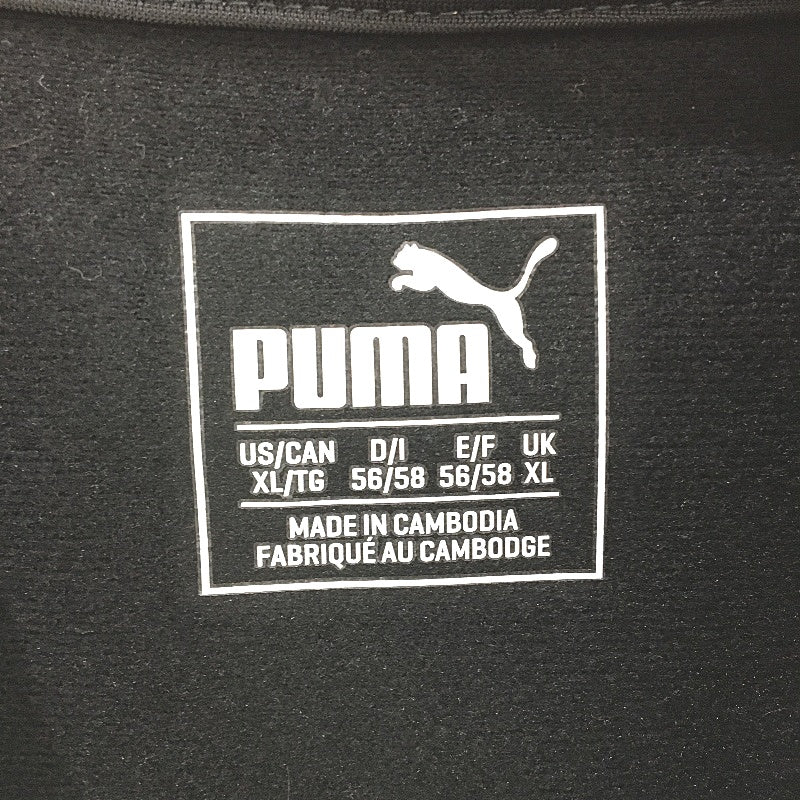 PUMA
US/CAN D/I E/F UK
XL/TG 56/58 56/58 XL
MADE IN CAMBODIA
FABRIQUÉ AU CAMBODGE